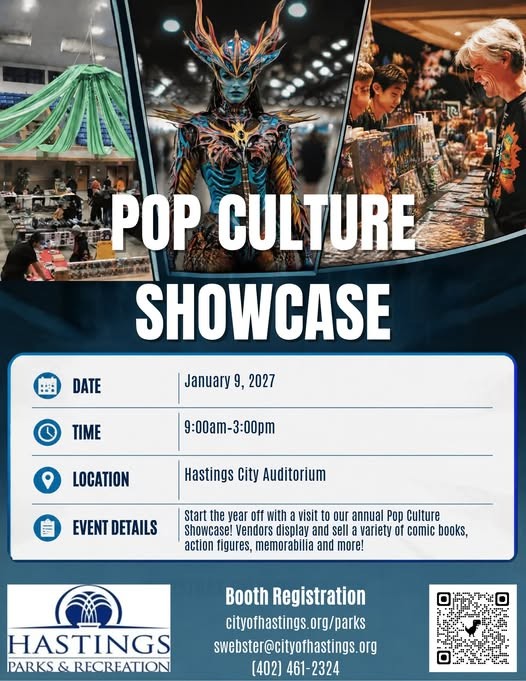 POP CULTURE
SHOWCASE
DATE
January 9, 2027
TIME
9:00am-3:00pm
LOCATION
Hastings City Auditorium
EVENT DETAILS
Start the year off with a visit to our annual Pop Culture
Showcase! Vendors display and sell a variety of comic books,
action figures, memorabilia and more!
HASTINGS
PARKS & RECREATION
Booth Registration
cityofhastings.org/parks
swebster@cityofhastings.org
(402) 461-2324